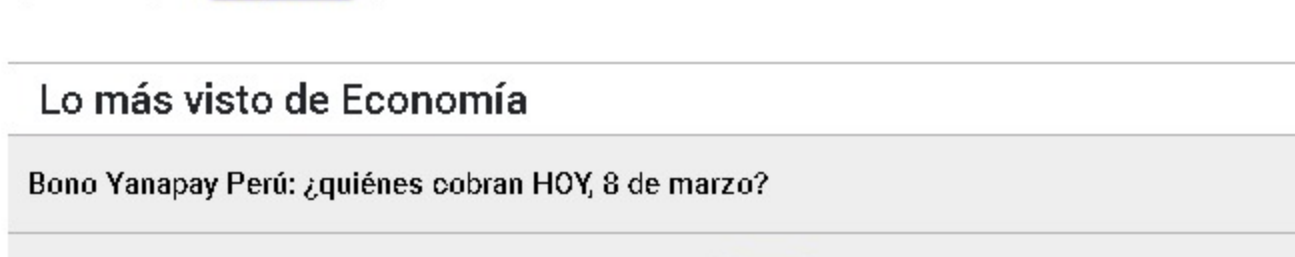 Lo más visto de Economía
Bono Yanapay Perú: ¿quiénes cobran HOY, 8 de marzo?